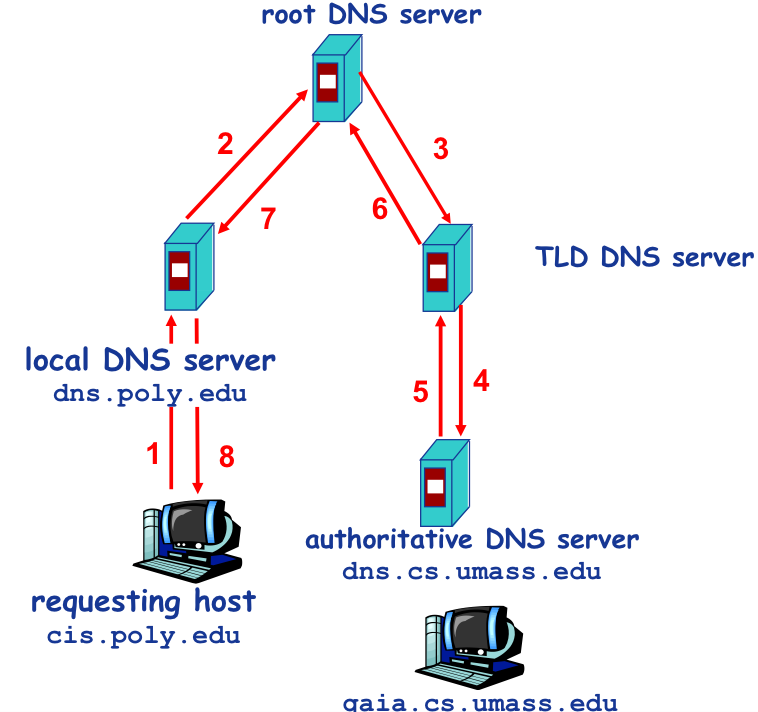 root DNS server
2
3
7
6
TLD DNS server
local DNS server
dns.poly.edu
5
4
1
8
authoritative DNS server
dns.cs.umass.edu
requesting host
cis.poly.edu
gaia.cs.umass.edu